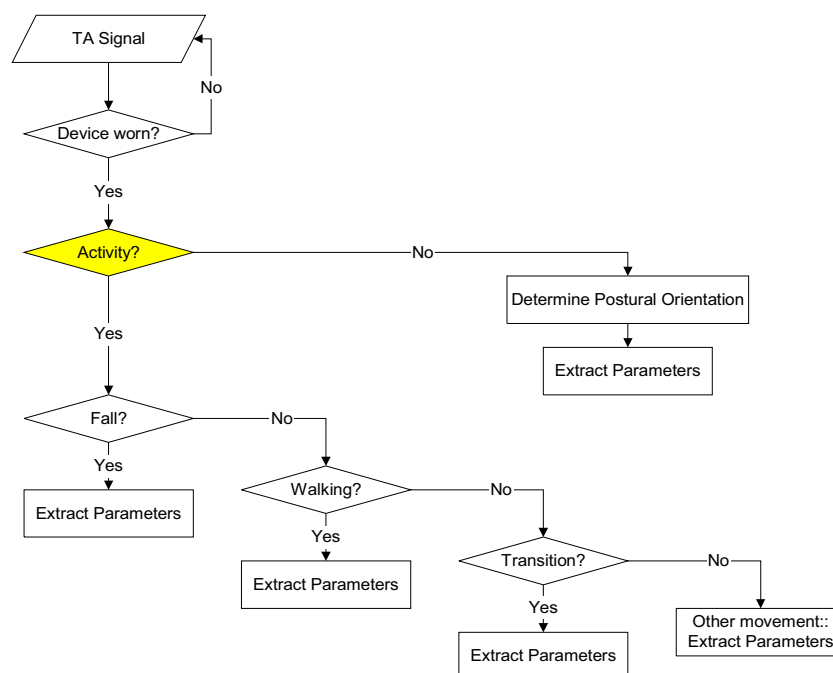 TA Signal
No
Device worn?
Yes
Activity?
No
Determine Postural Orientation
Yes
Extract Parameters
Fall?
No
Yes
Walking?
No
Extract Parameters
Yes
Transition?
No
Extract Parameters
Yes
Other movement::
Extract Parameters
Extract Parameters